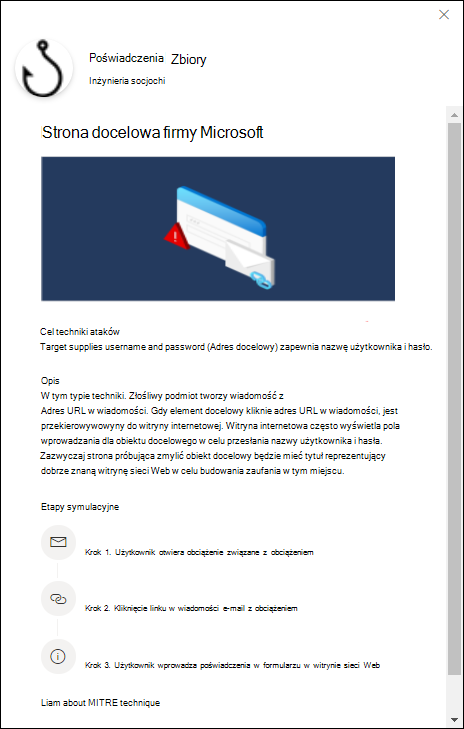 Poświadczenia Zbiory
Inżynieria socjochi
Strona docelowa firmy Microsoft
Cel techniki ataków
Target supplies username and password (Adres docelowy) zapewnia nazwę użytkownika i hasło.
Opis
W tym typie techniki. Złośliwy podmiot tworzy wiadomość z
Adres URL w wiadomości. Gdy element docelowy kliknie adres URL w wiadomości, jest
przekierowywowyny do witryny internetowej. Witryna internetowa często wyświetla pola
wprowadzania dla obiektu docelowego w celu przesłania nazwy użytkownika i hasła.
Zazwyczaj strona próbująca zmylić obiekt docelowy będzie mieć tytuł reprezentujący
dobrze znaną witrynę sieci Web w celu budowania zaufania w tym miejscu.
Etapy symulacyjne
Krok 1. Użytkownik otwiera obciążenie związane z obciążeniem
Krok 2. Kliknięcie linku w wiadomości e-mail z obciążeniem
Krok 3. Użytkownik wprowadza poświadczenia w formularzu w witrynie sieci Web
Liam about MITRE technique